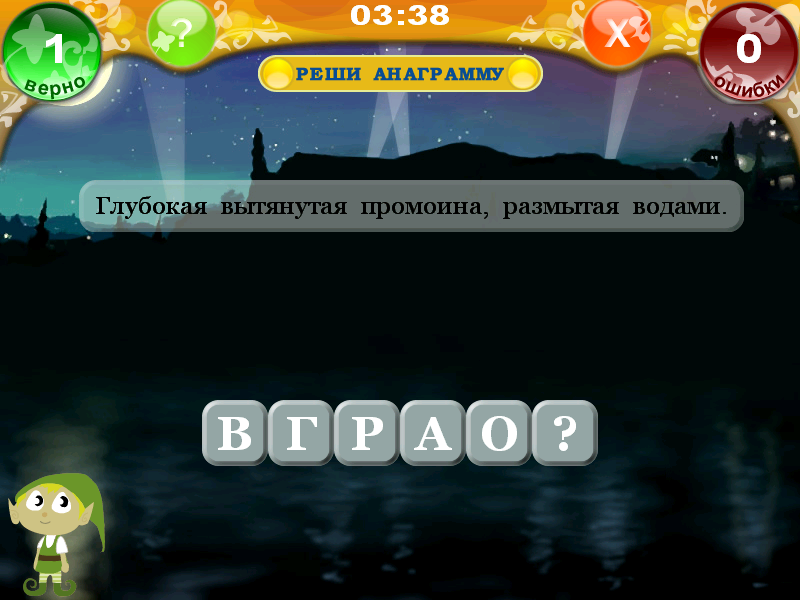 03:38
1
верно
?
X
0
ошибки
РЕШИ АНАГРАММУ
Глубокая вытянутая промоина, размытая водами.
В Г Р А О ?